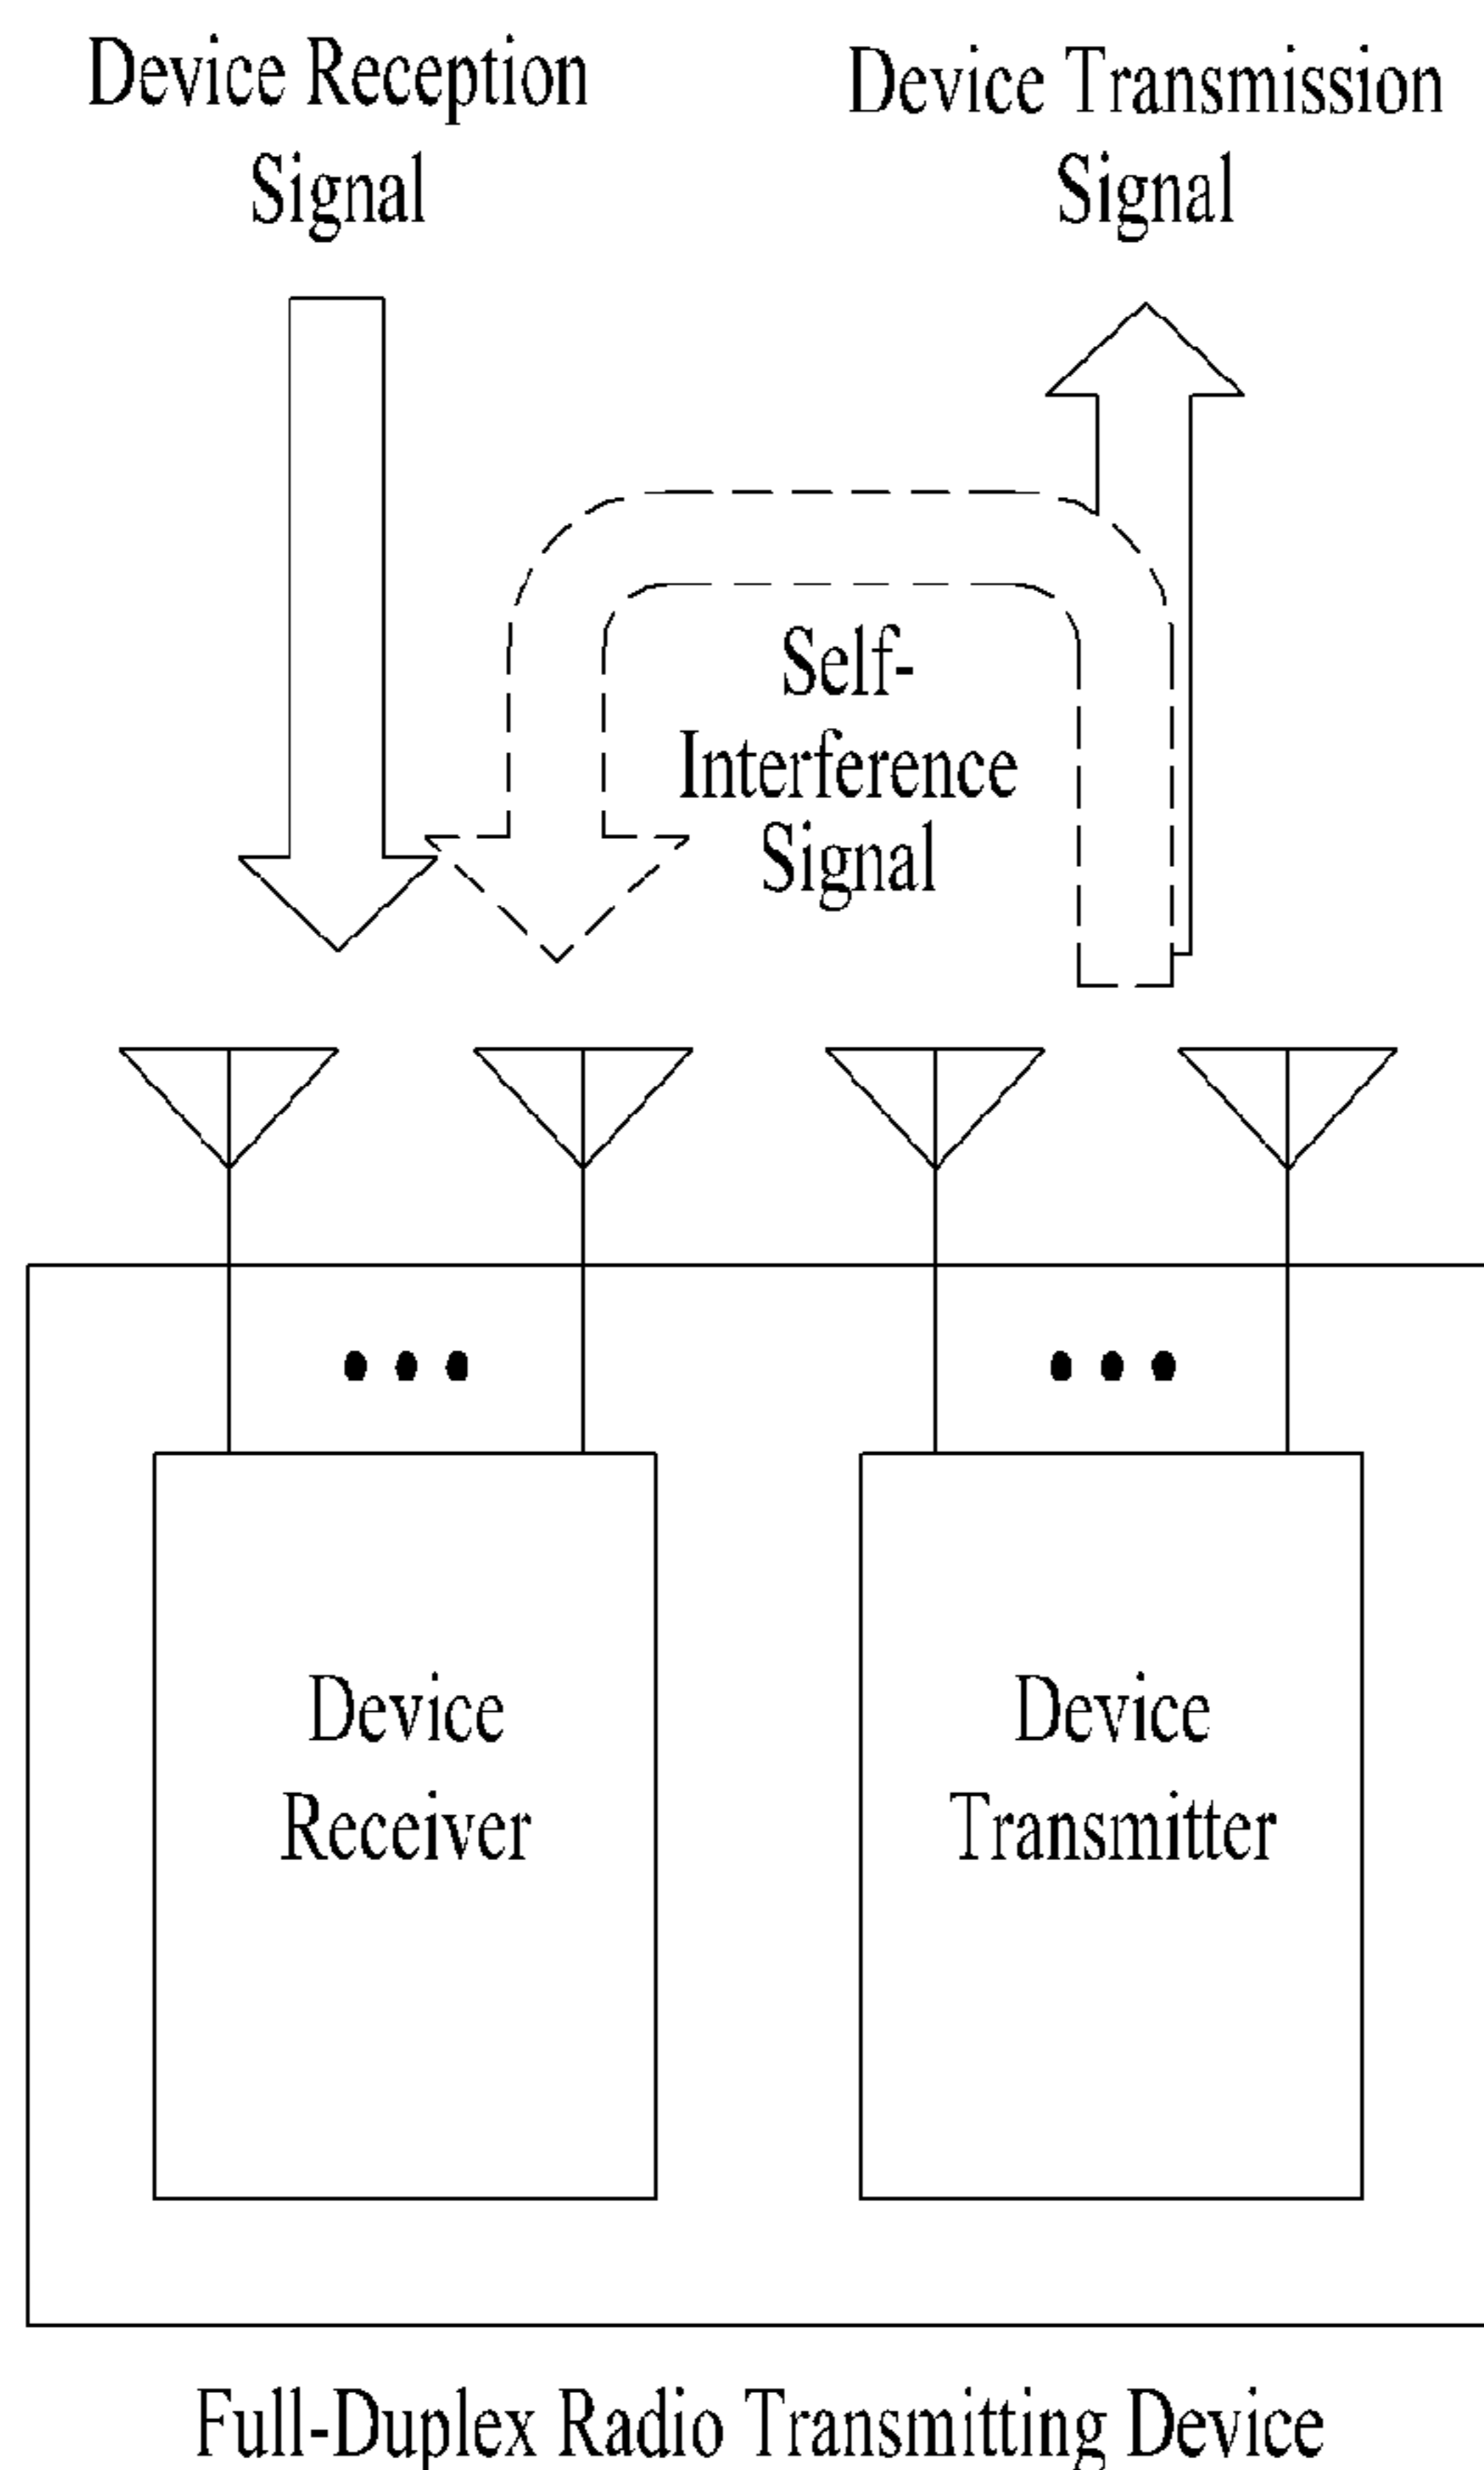 Device Reception
Signal
Device Transmission
Signal
Self-
Interference
Signal
Device
Receiver
Device
Transmitter
Full-Duplex Radio Transmitting Device